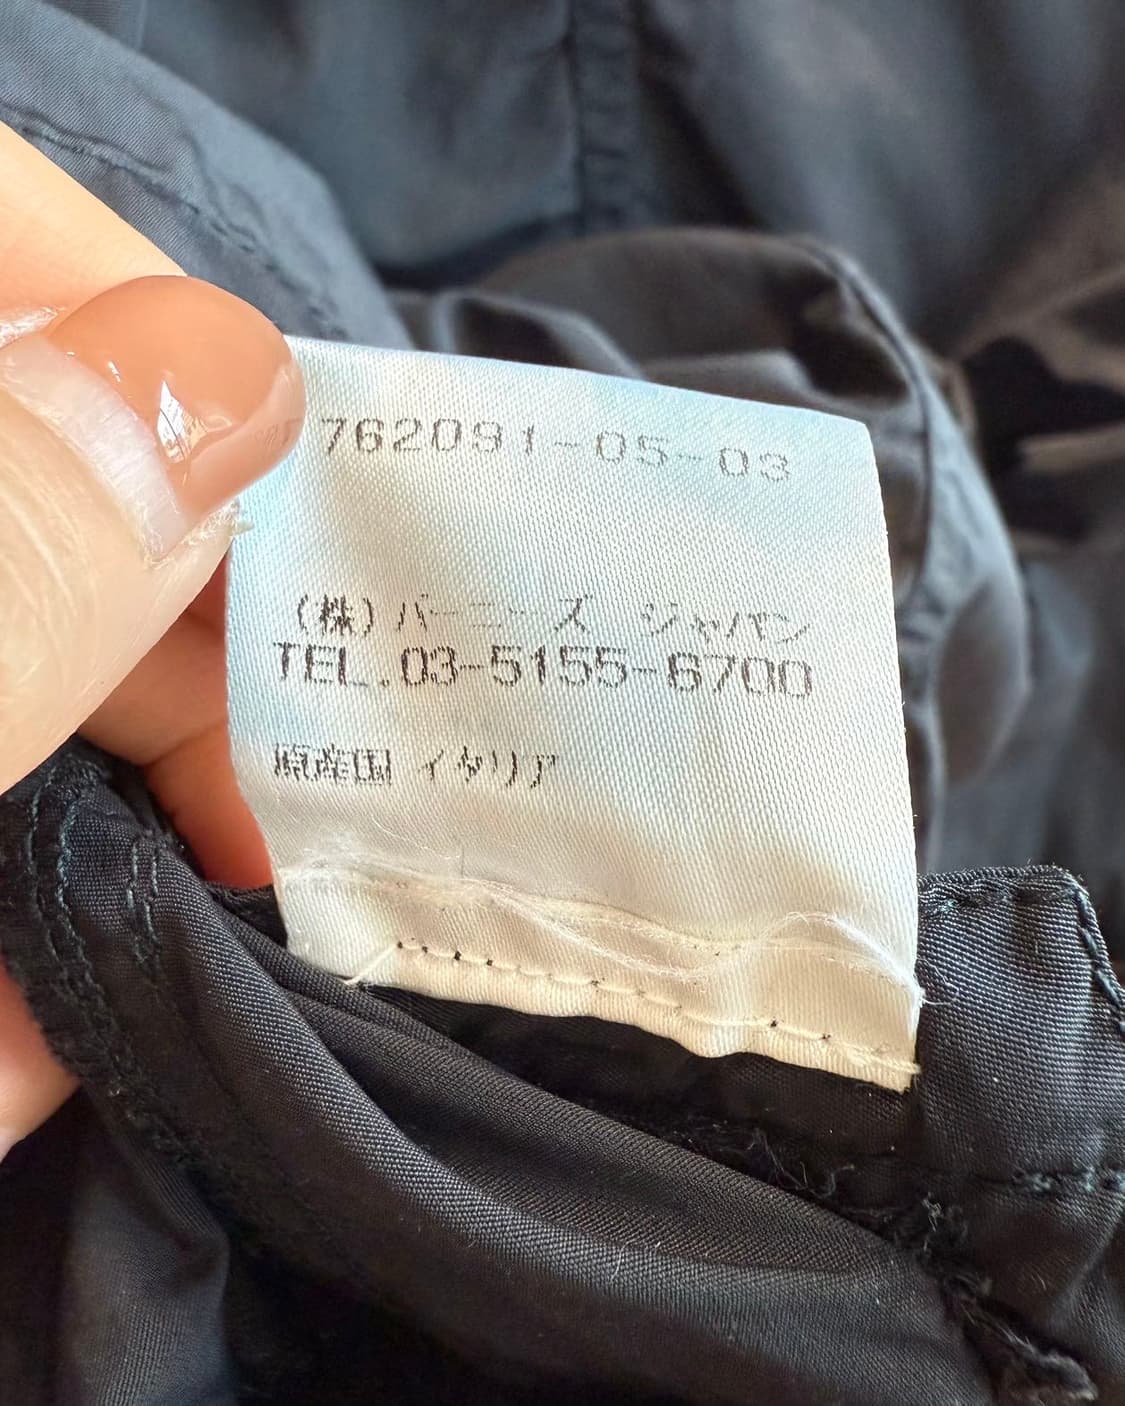 762091-05-03
(株)バーニーズ ジャパン
TEL.03-5155-6700
原産国 イタリア